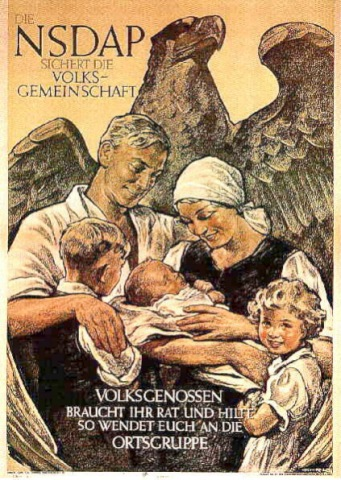 DIE
NSDAP
SICHERT DIE
VOLKS-
GEMEINSCHAFT
VOLKSGENOSSEN
BRAUCHT IHR RAT UND HILFE
SO WENDET EUCH AN DIE
ORTSGRUPPE